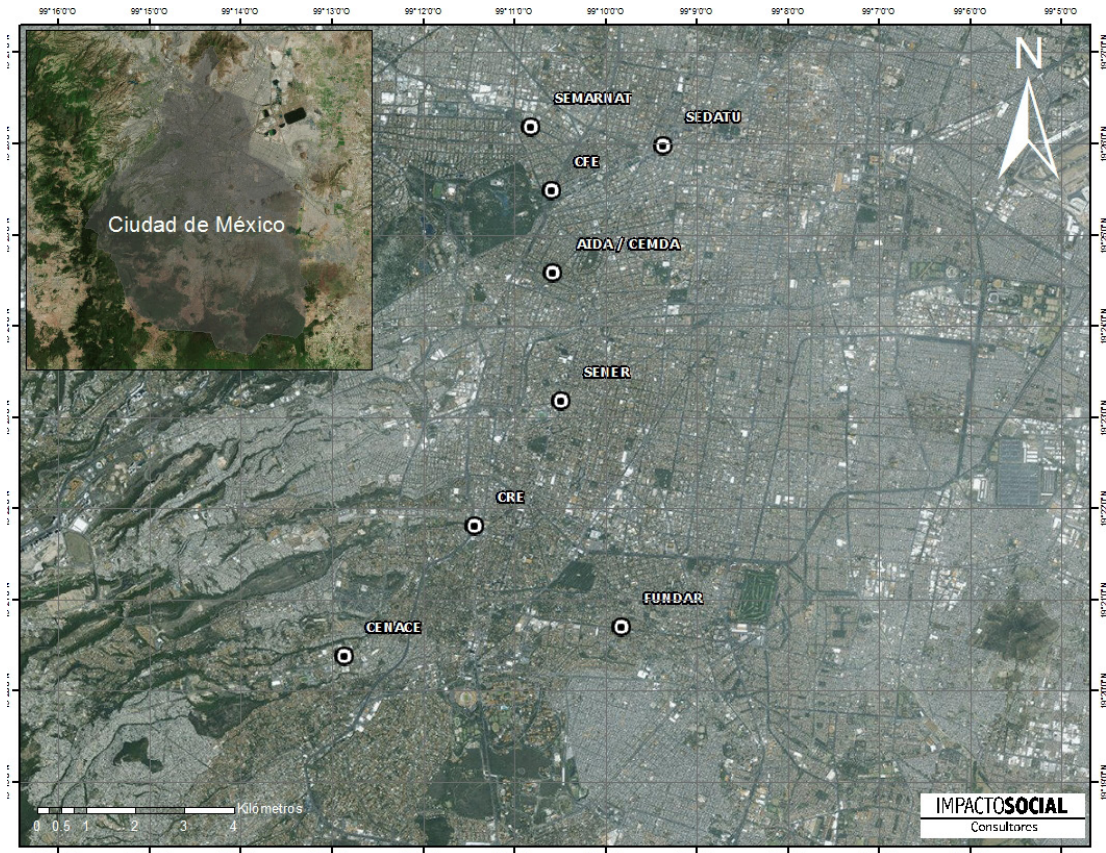 99°16'0"O 99°15'0"O 99°14'0"O 99°13'0"O 99°12'0"O 99°11'0"O 99°10'0"O 99°9'0"O 99°8'0"O 99°7'0"O 99°6'0"O 99°5'0"O
N
Ciudad de México
SEMARNAT
SEDATU
CFE
AIDA / CEMDA
SENER
CRE
FUNDAR
CENACE
Kilómetros
0 0.5 1 2 3 4
IMPACTOSOCIAL
Consultores